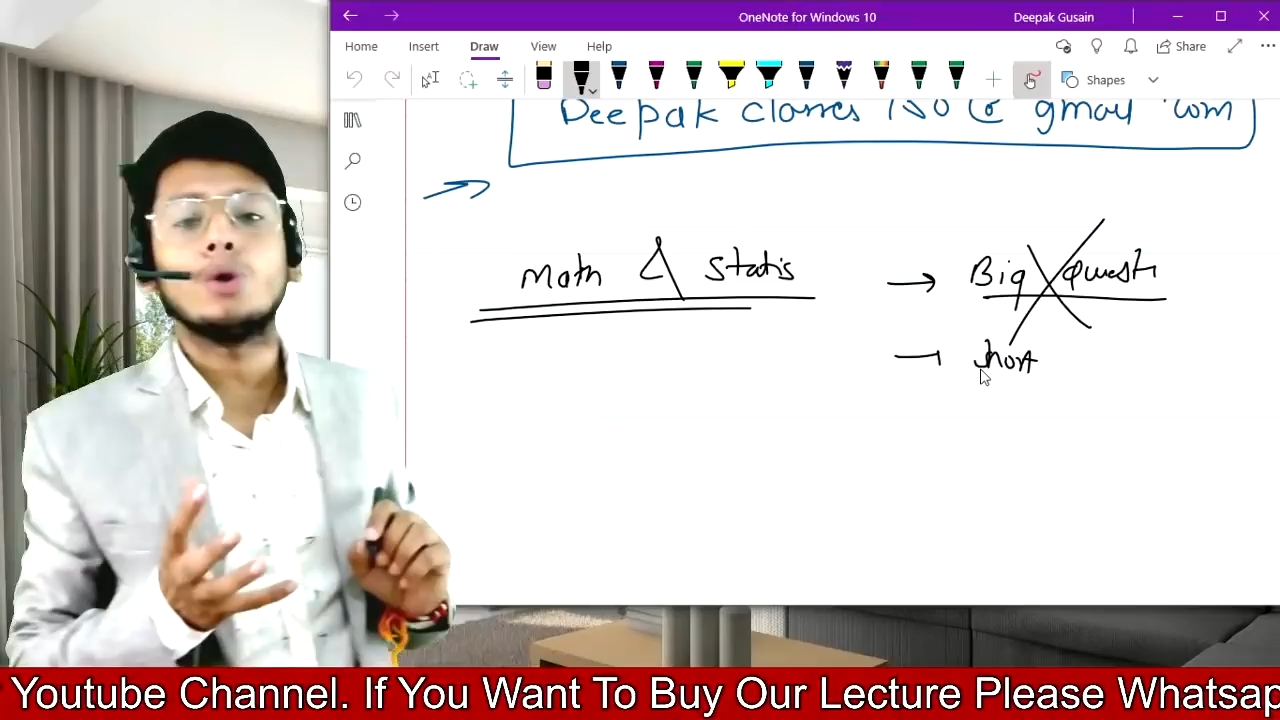 OneNote for Windows 10 Deepak Gusain
Home Insert Draw View Help Share
Shapes
Deepak classes 150 @ gmail .com
Math & Statis → Big Questi
short
Youtube Channel. If You Want To Buy Our Lecture Please Whatsap